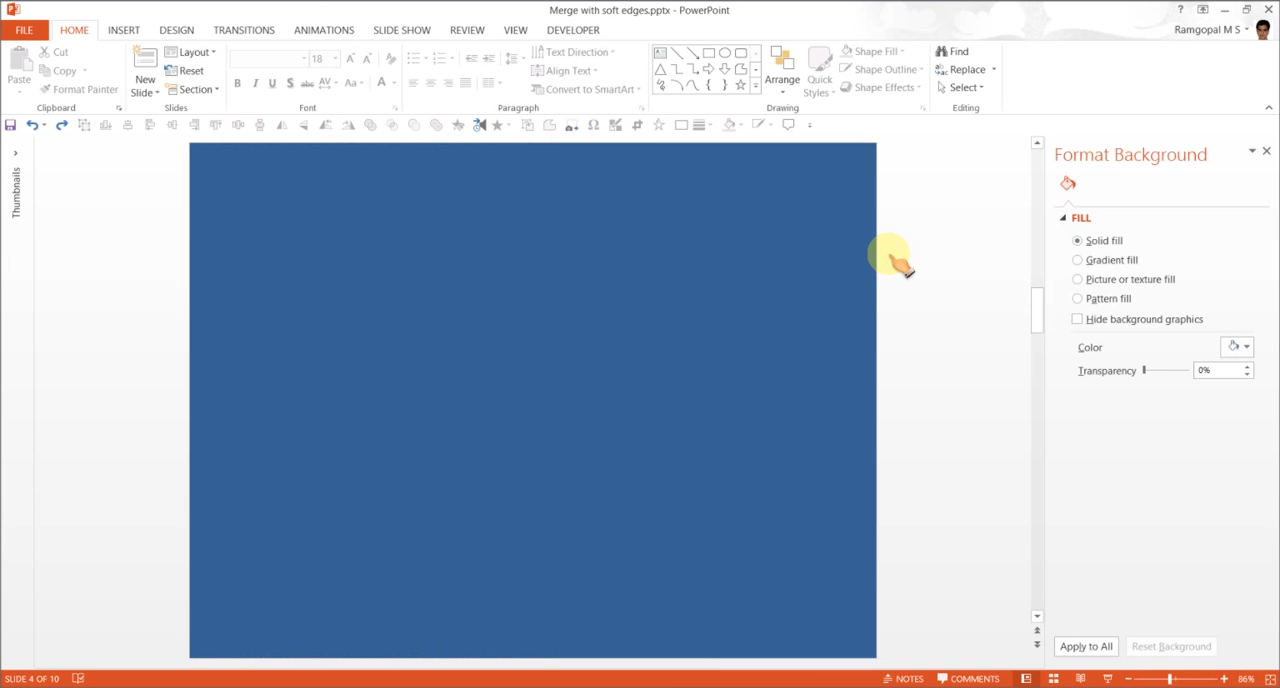 Merge with soft edges.pptx - PowerPoint
?
FILE HOME INSERT DESIGN TRANSITIONS ANIMATIONS SLIDE SHOW REVIEW VIEW DEVELOPER
Ramgopal M S
Paste
Cut
Copy
Format Painter
Clipboard
New
Slide
Layout
Reset
Section
Slides
18
B I U S abc AV Aa A
Font
Text Direction
Align Text
Convert to SmartArt
Paragraph
Arrange
Quick
Styles
Shape Fill
Shape Outline
Shape Effects
Drawing
Find
Replace
Select
Editing
Thumbnails
Format Background
FILL
Solid fill
Gradient fill
Picture or texture fill
Pattern fill
Hide background graphics
Color
Transparency 0%
Apply to All Reset Background
SLIDE 4 OF 10 NOTES COMMENTS 86%